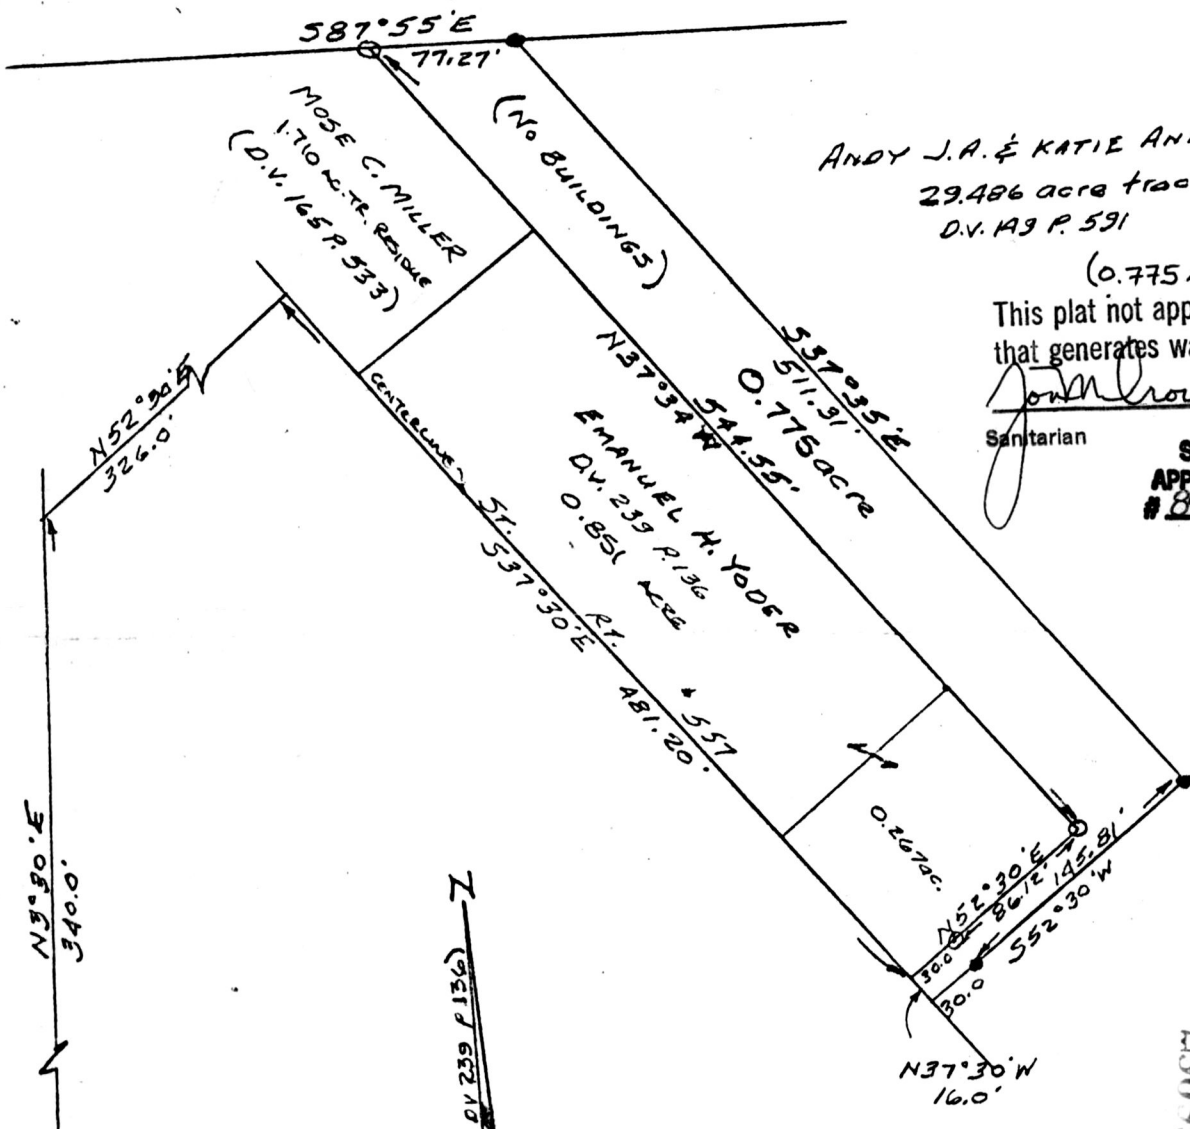 S87°55'E
77.27'
MOSE C. MILLER
1.710 AC. TR. RESIDUE
(D.V. 165 P. 533)
(NO BUILDINGS)
ANDY J.A. & KATIE
29.486 acre
D.V. 149 P. 591
(0.775
This plat not
that generates
Sanitarian
#8
N52°30'E
326.0'
CENTERLINE
ST. RT. #557
S37°30'E 481.20'
N37°34'W 544.55'
S37°35'E
511.31'
0.775 acre
EMANUEL H. YODER
D.V. 239 P. 136
0.851 ACRE
0.267 ac.
N3°30'E
340.0'
N52°30'E
86.12'
30.0
145.81'
S52°30'W
30.0
N37°30'W
16.0'
N
DV 239 P 136)